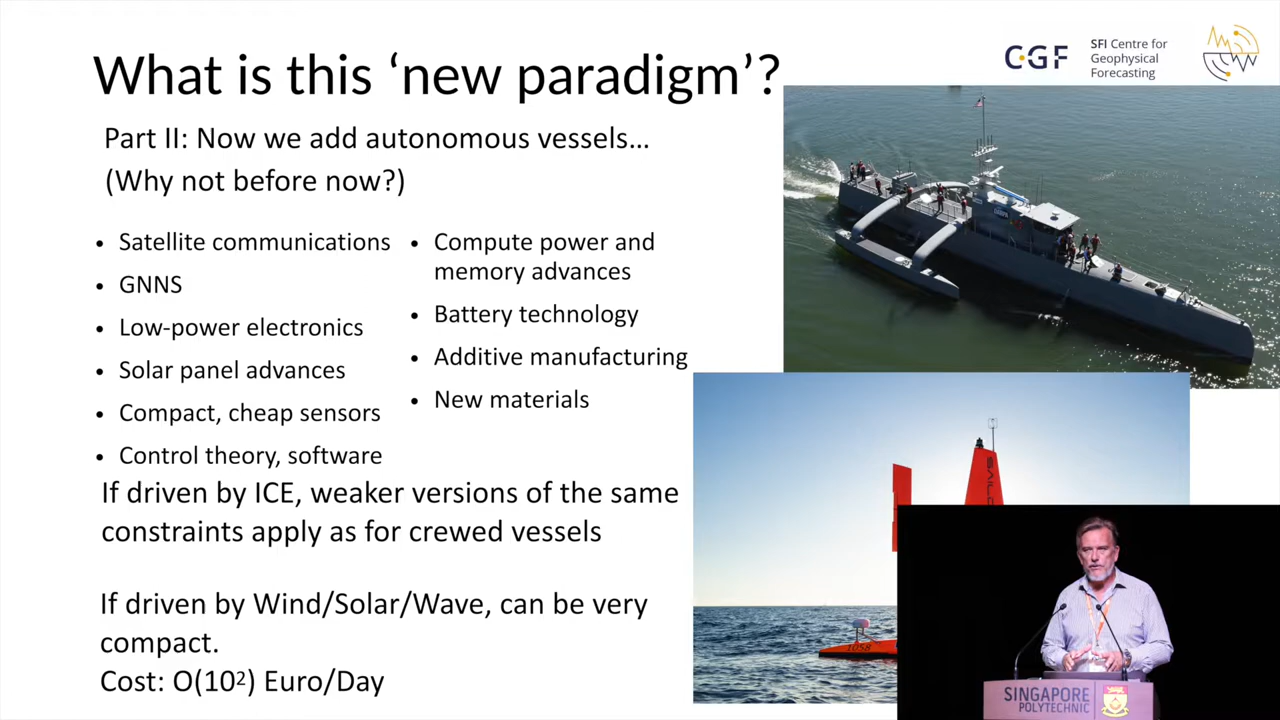 What is this ‘new paradigm’?
CGF
SFI Centre for
Geophysical
Forecasting
Part II: Now we add autonomous vessels…
(Why not before now?)
• Satellite communications
• GNNS
• Low-power electronics
• Solar panel advances
• Compact, cheap sensors
• Control theory, software
• Compute power and
memory advances
• Battery technology
• Additive manufacturing
• New materials
If driven by ICE, weaker versions of the same
constraints apply as for crewed vessels
If driven by Wind/Solar/Wave, can be very
compact.
Cost: O(10²) Euro/Day
1058
SINGAPORE
POLYTECHNIC